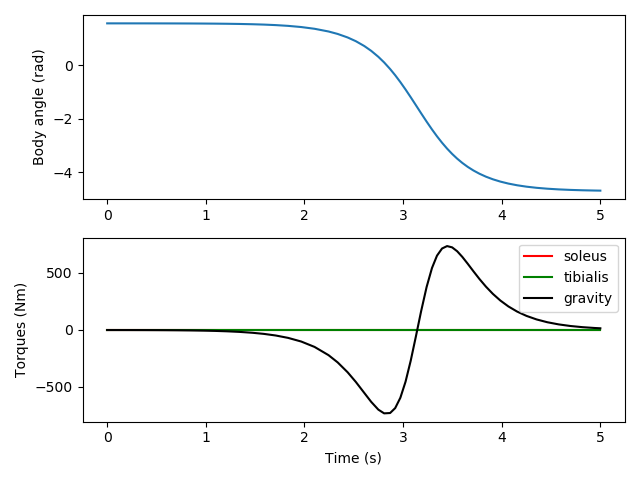 0
−2
−4
Body angle (rad)
0 1 2 3 4 5
500
0
−500
Torques (Nm)
soleus
tibialis
gravity
0 1 2 3 4 5
Time (s)